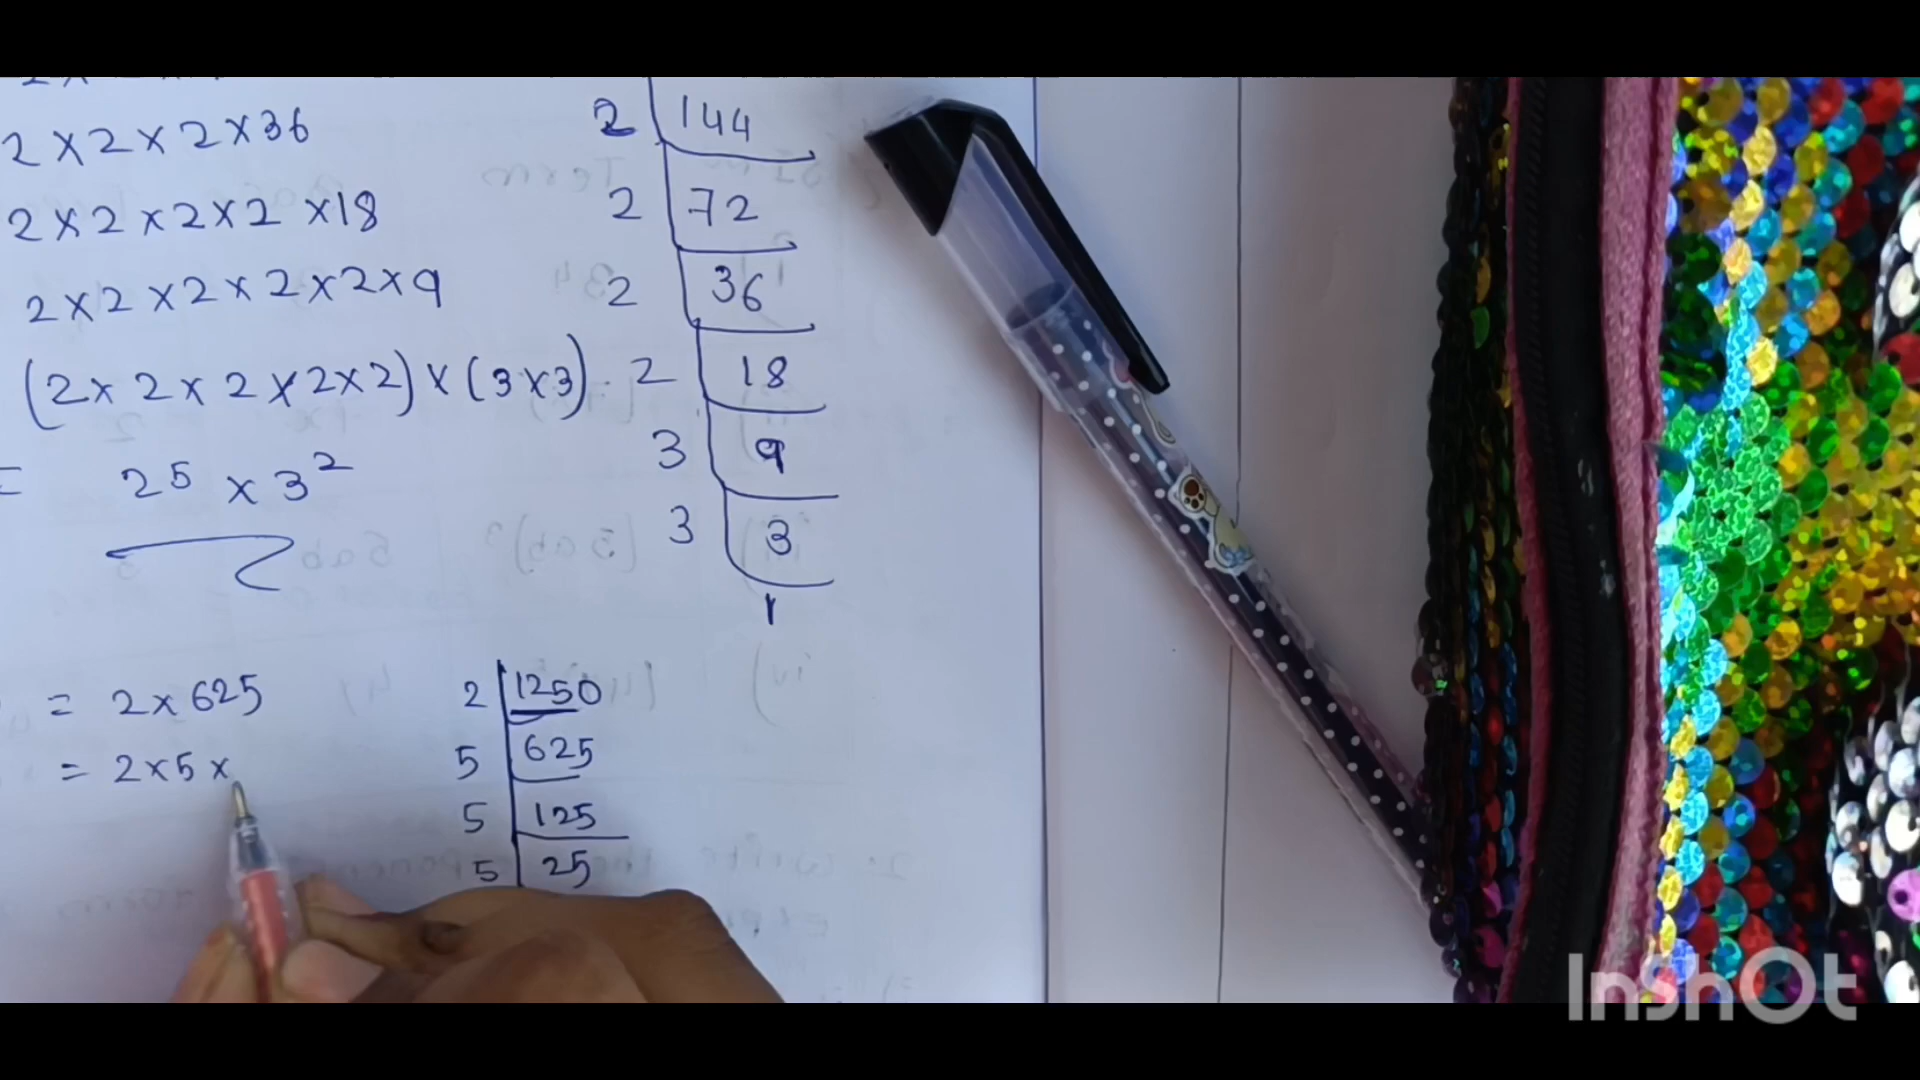 2 × 2 × 2 × 36
2 × 2 × 2 × 2 × 18
2 × 2 × 2 × 2 × 2 × 9
(2 × 2 × 2 × 2 × 2) × (3 × 3)
= 2⁵ × 3²
2 | 144
2 | 72
2 | 36
2 | 18
3 | 9
3 | 3
1
= 2 × 625
= 2 × 5 ×
2 | 1250
5 | 625
5 | 125
5 | 25
InShOt